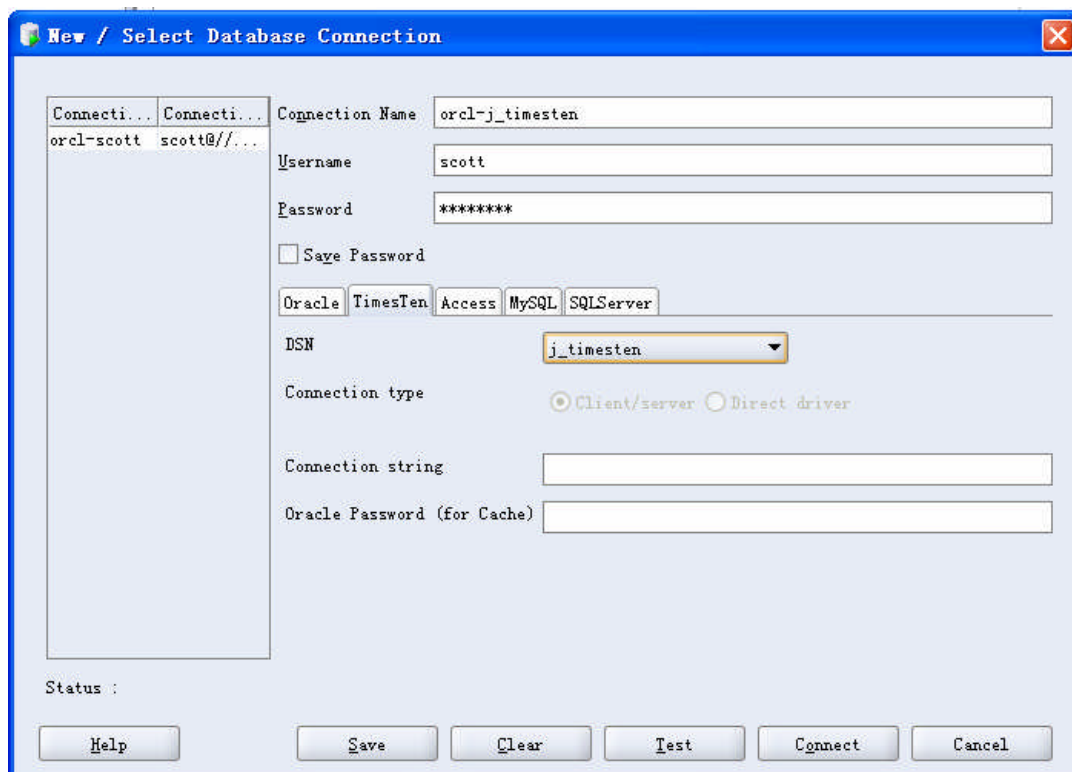 New / Select Database Connection
Connecti... Connecti...
orcl-scott scott@//...
Connection Name orcl-j_timesten
Username scott
Password ********
Save Password
Oracle TimesTen Access MySQL SQLServer
DSN j_timesten
Connection type Client/server Direct driver
Connection string
Oracle Password (for Cache)
Status :
Help Save Clear Test Connect Cancel